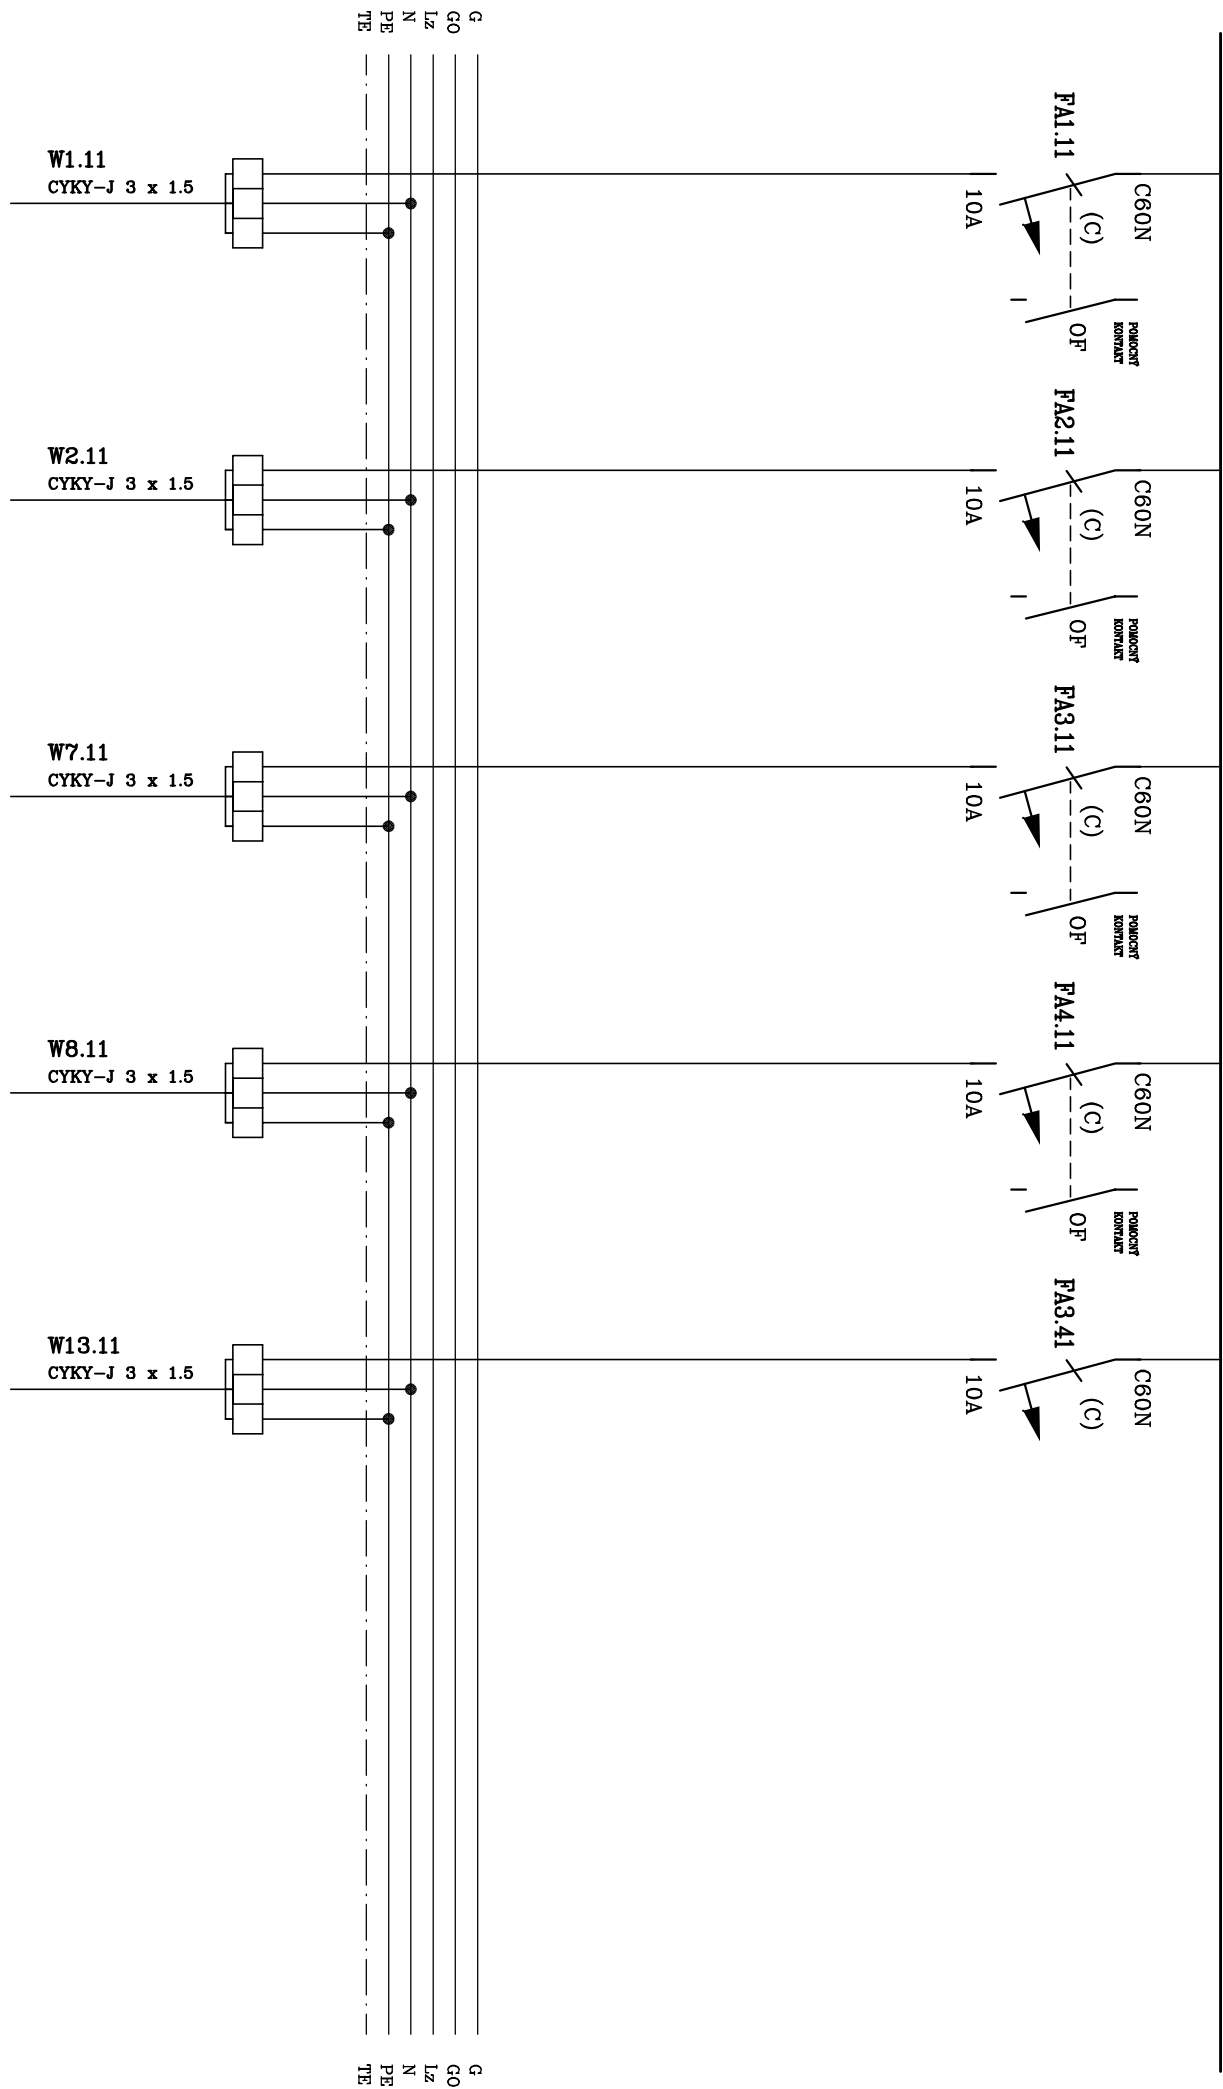 G
GO
Lz
N
PE
TE
FA1.11
C60N
(C)
10A
OF
POMOCNÝ
KONTAKT
W1.11
CYKY-J 3 x 1.5
FA2.11
C60N
(C)
10A
OF
POMOCNÝ
KONTAKT
W2.11
CYKY-J 3 x 1.5
FA3.11
C60N
(C)
10A
OF
POMOCNÝ
KONTAKT
W7.11
CYKY-J 3 x 1.5
FA4.11
C60N
(C)
10A
OF
POMOCNÝ
KONTAKT
W8.11
CYKY-J 3 x 1.5
FA3.41
C60N
(C)
10A
W13.11
CYKY-J 3 x 1.5
G
GO
Lz
N
PE
TE